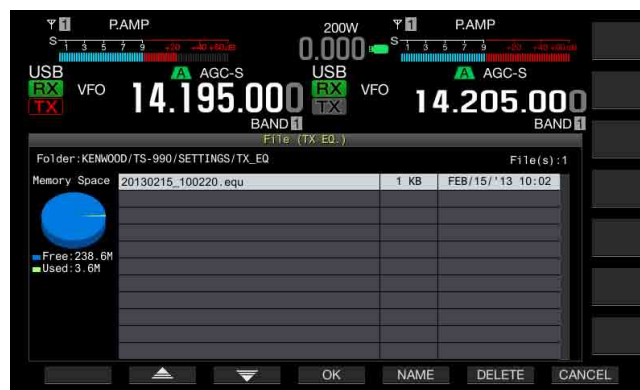 1 P.AMP 200W 1 P.AMP
S 1 3 5 7 9 +20 +40 +60dB 0.000 S 1 3 5 7 9 +20 +40 +60dB
USB A AGC-S USB A AGC-S
RX VFO 14.195.000 RX VFO 14.205.000
TX TX
BAND 1 BAND 1
File (TX EQ.)
Folder:KENWOOD/TS-990/SETTINGS/TX_EQ File(s):1
Memory Space 20130215_100220.equ 1 KB FEB/15/'13 10:02
Free:238.6M
Used:3.6M
OK NAME DELETE CANCEL